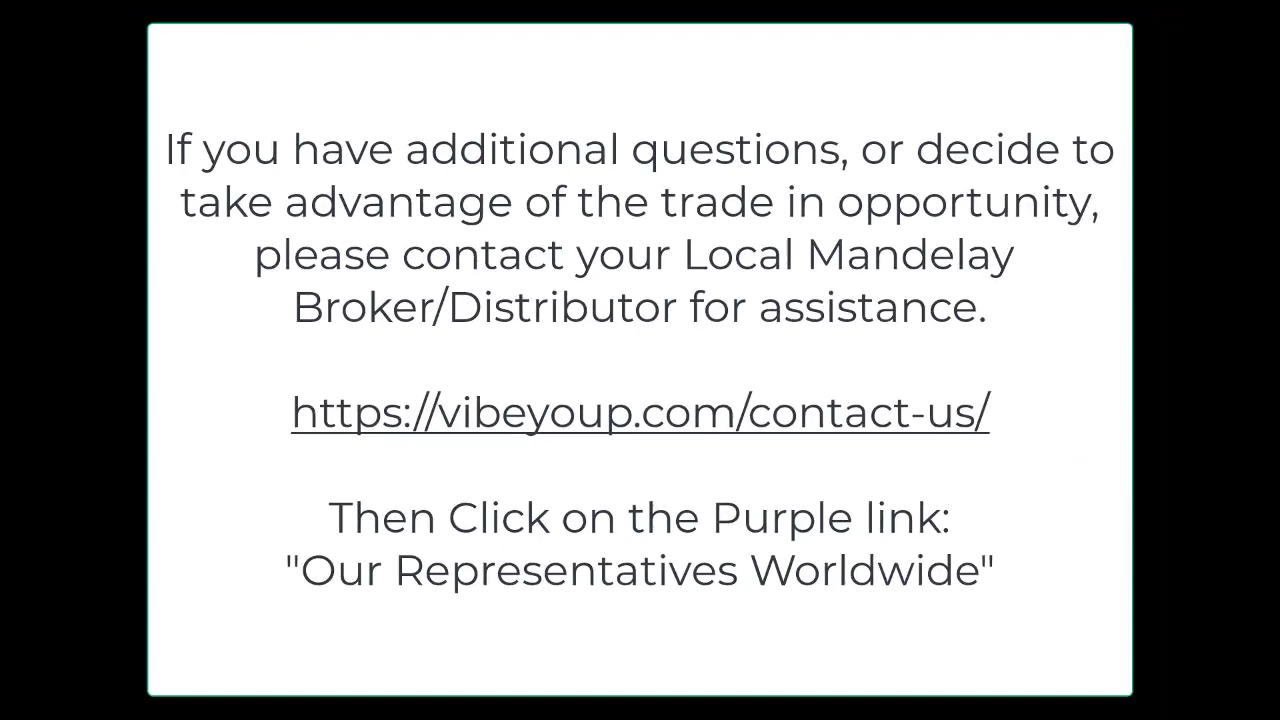 If you have additional questions, or decide to
take advantage of the trade in opportunity,
please contact your Local Mandelay
Broker/Distributor for assistance.
https://vibeyoup.com/contact-us/
Then Click on the Purple link:
"Our Representatives Worldwide"